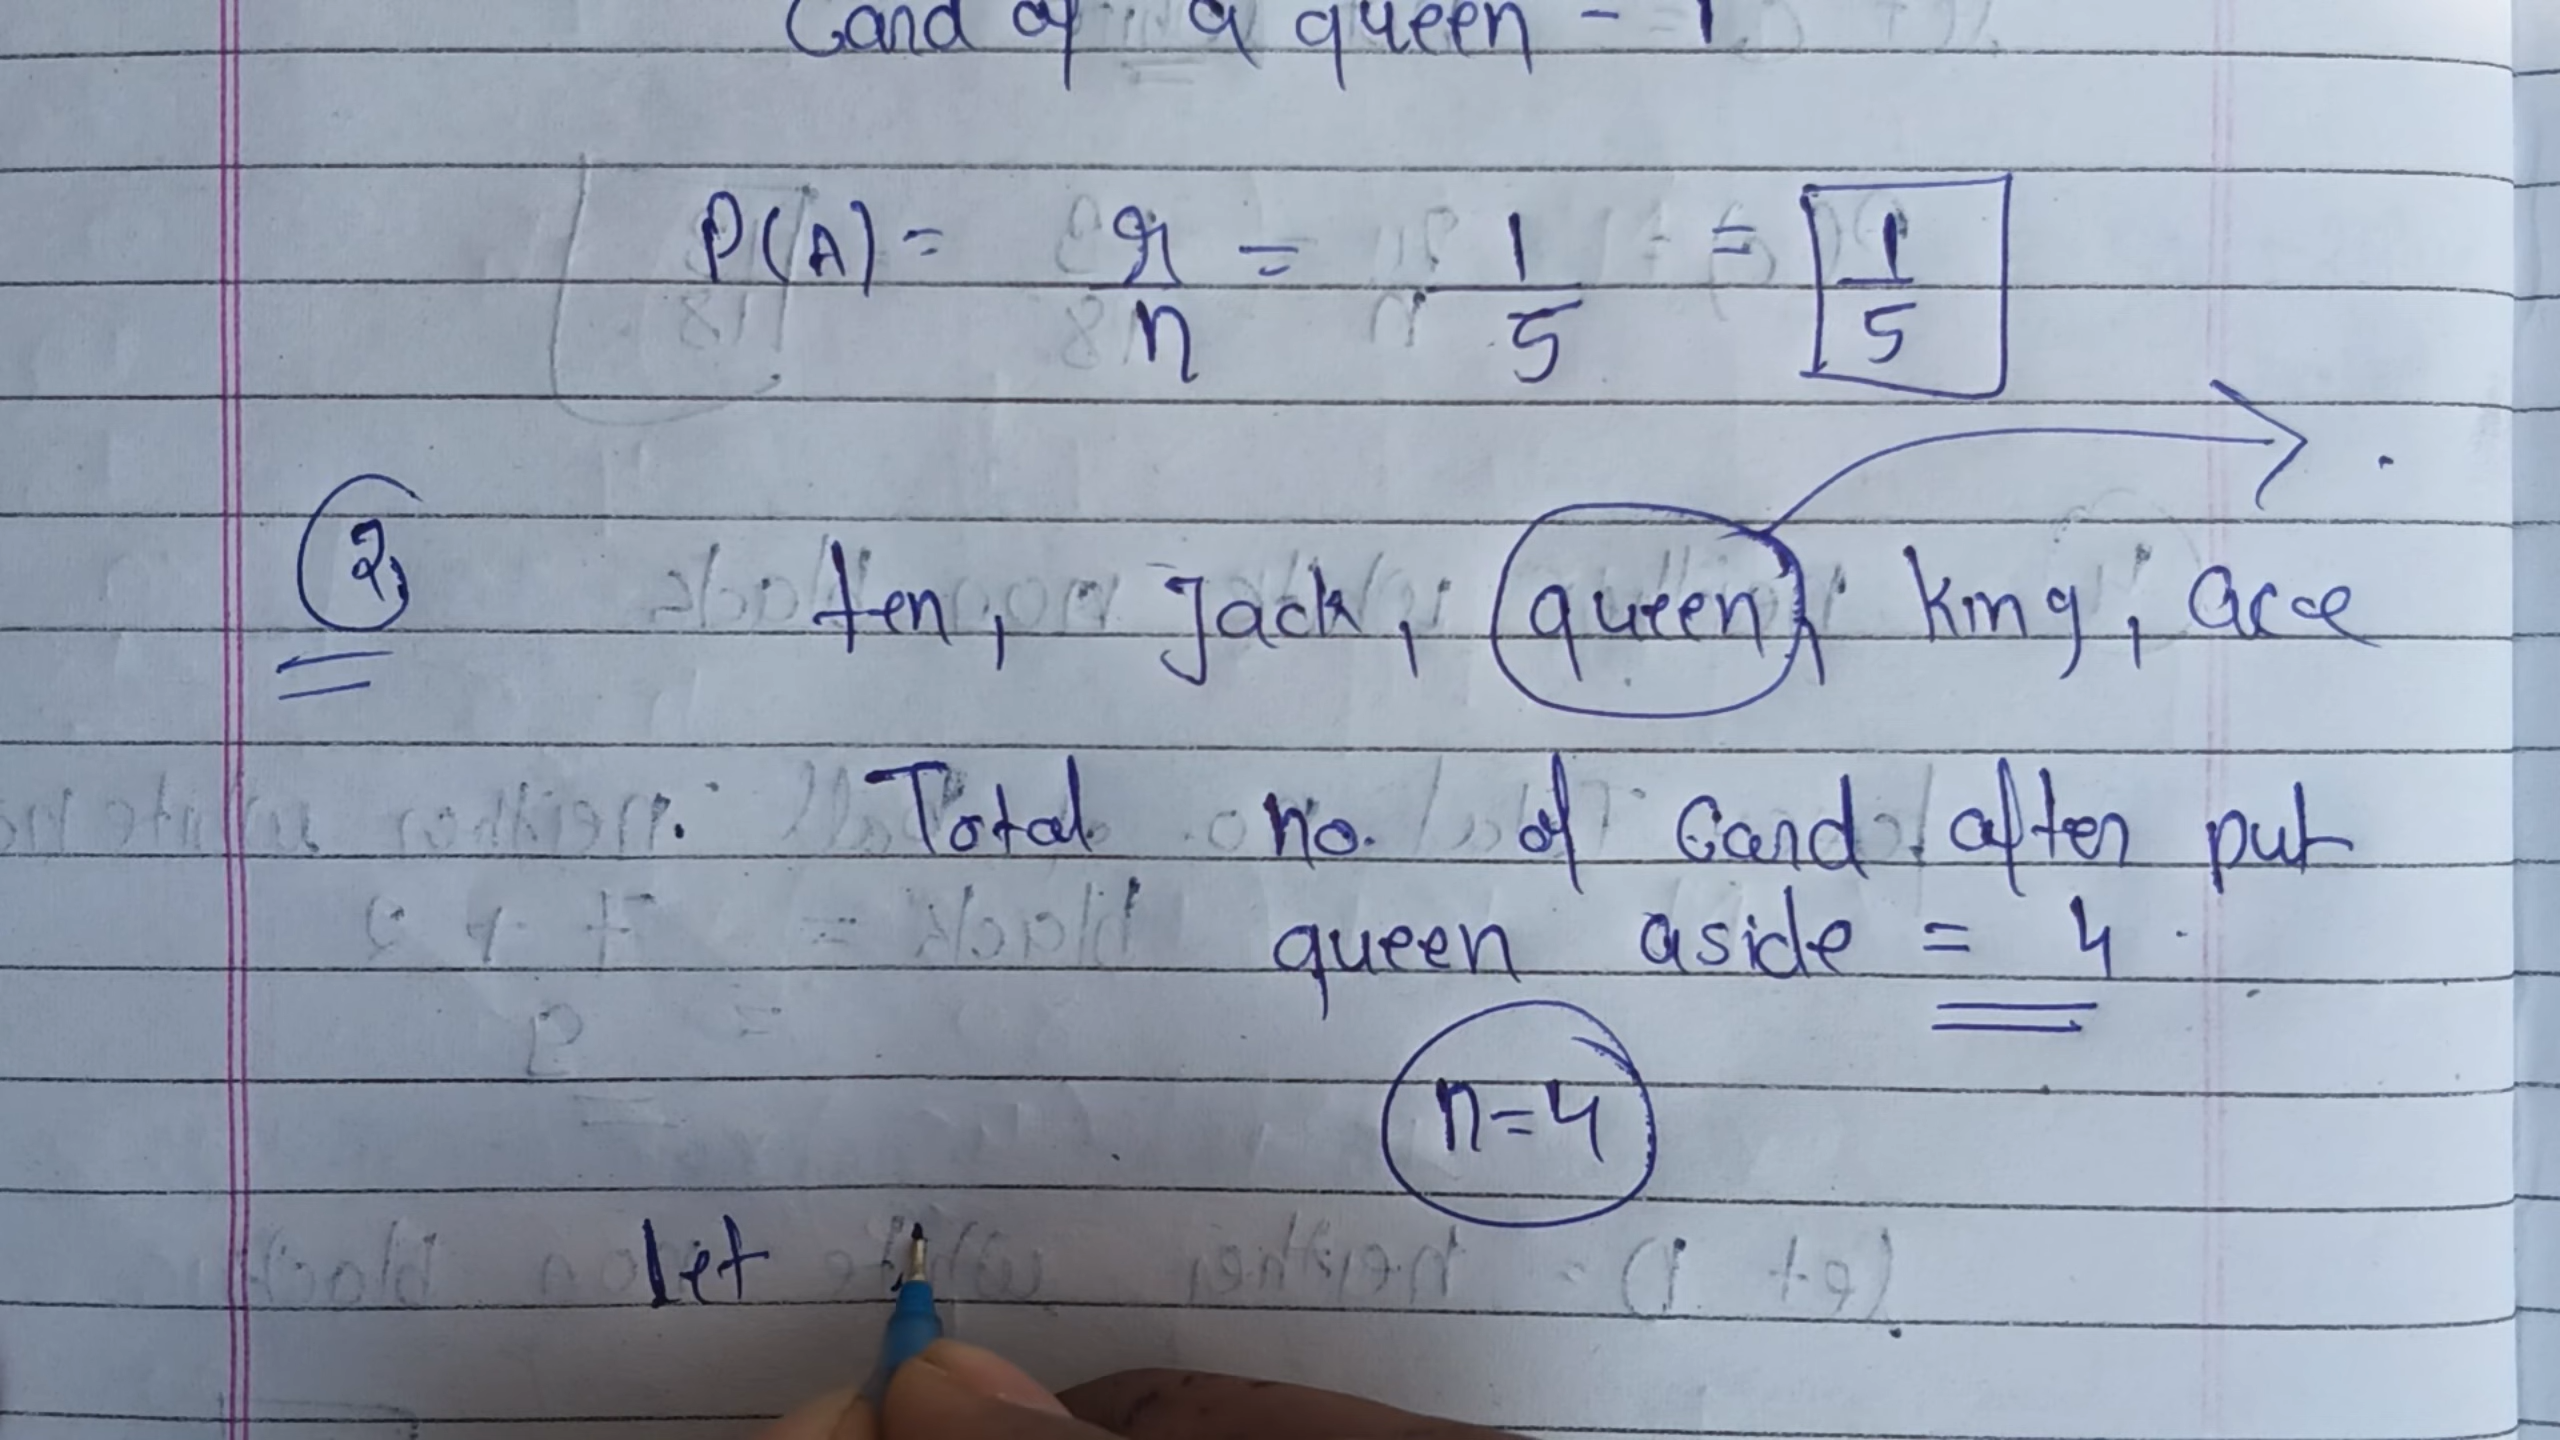 Card of a queen - 1
P(A) = r/n = 1/5 = 1/5
2) ten, Jack, queen, king, ace
Total no. of card after put
queen aside = 4
n=4
let